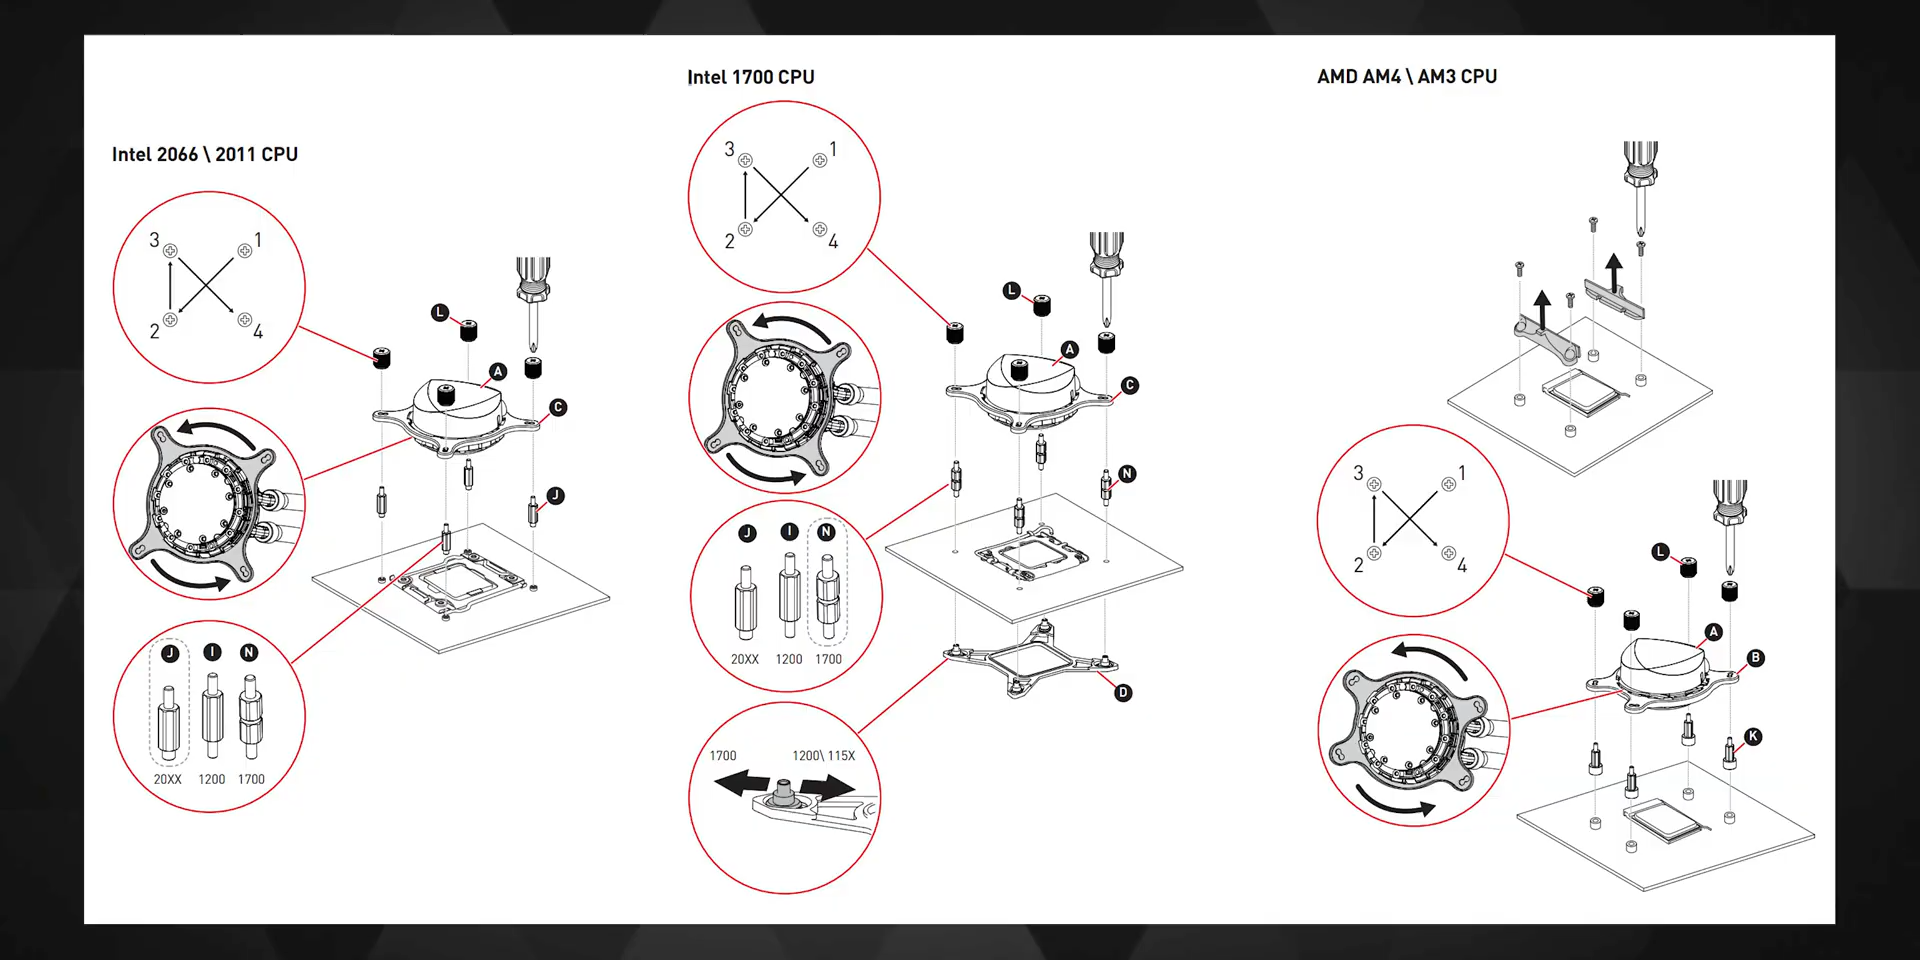 Intel 2066 \ 2011 CPU
3 1
2 4
L
A
C
J
J I N
20XX 1200 1700
Intel 1700 CPU
3 1
2 4
L
A
C
N
J I N
20XX 1200 1700
D
1700 1200\ 115X
AMD AM4 \ AM3 CPU
3 1
2 4
L
A
B
K